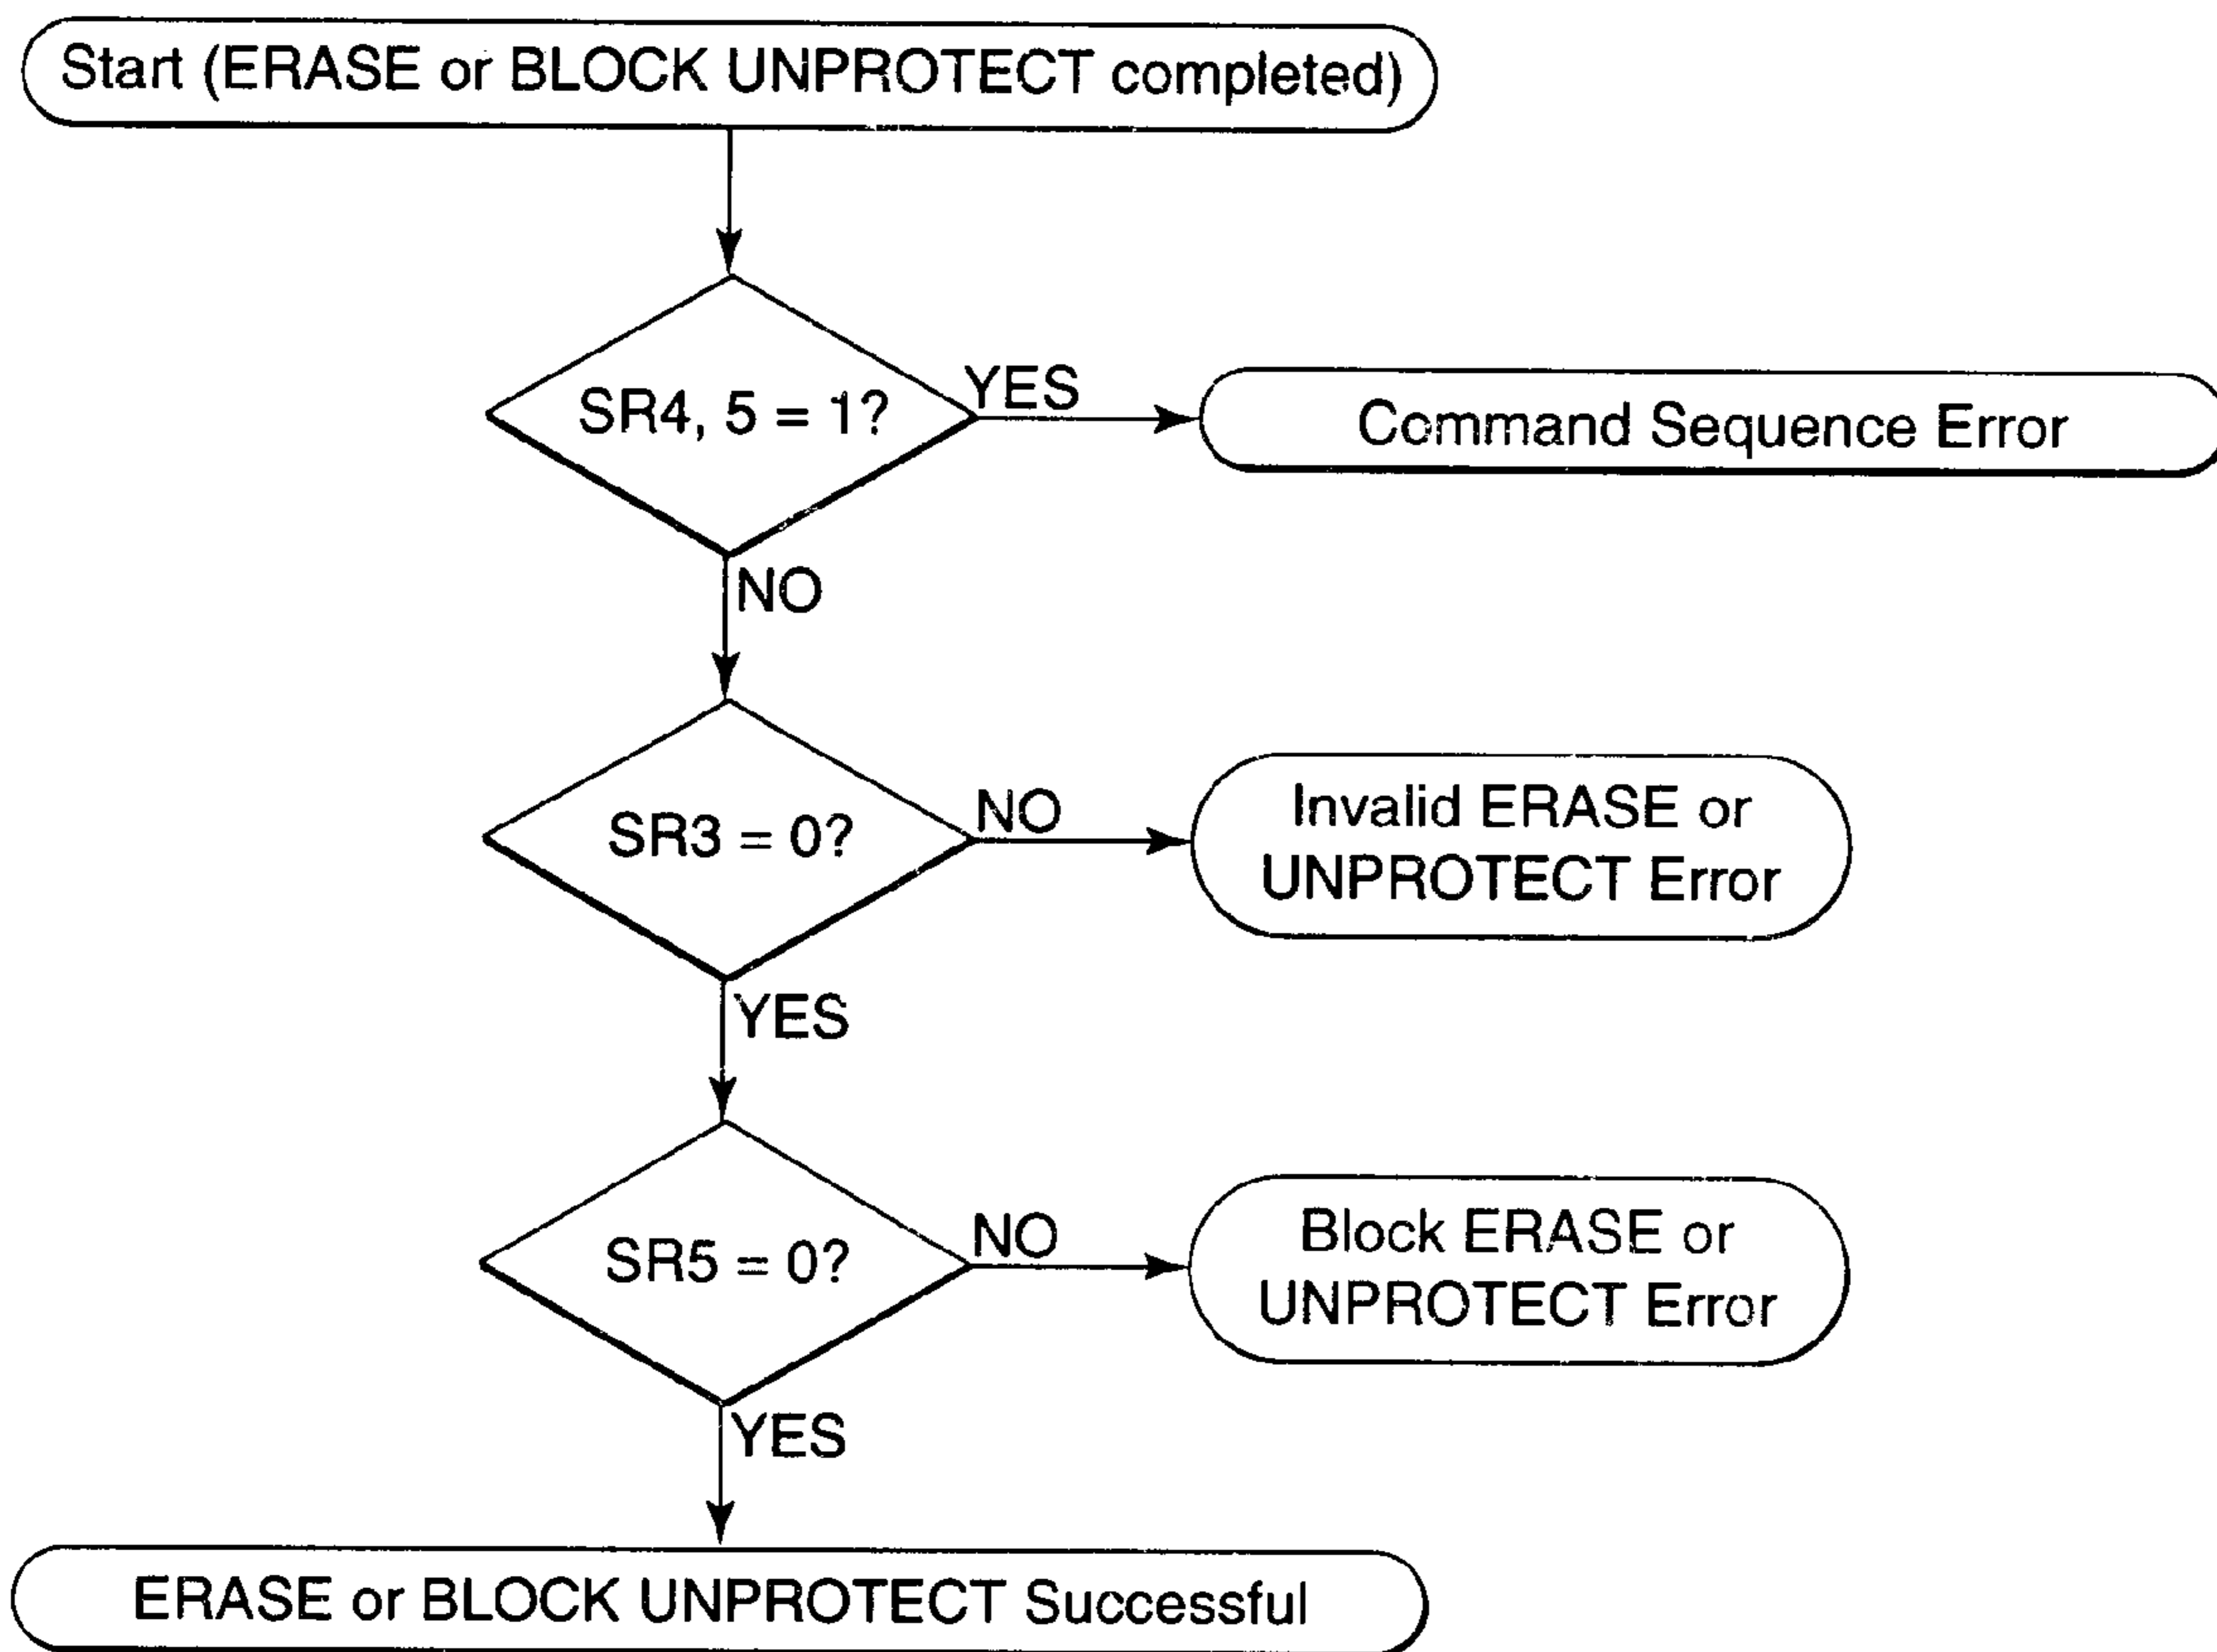 Start (ERASE or BLOCK UNPROTECT completed)
SR4, 5 = 1?
YES
Command Sequence Error
NO
SR3 = 0?
NO
Invalid ERASE or
UNPROTECT Error
YES
SR5 = 0?
NO
Block ERASE or
UNPROTECT Error
YES
ERASE or BLOCK UNPROTECT Successful